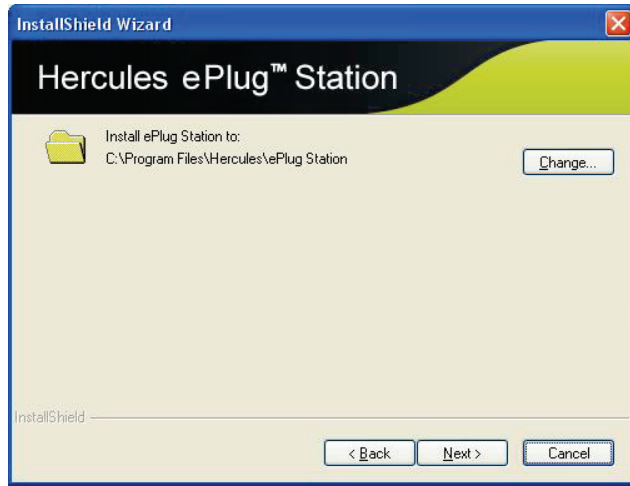 InstallShield Wizard
Hercules ePlug™ Station
Install ePlug Station to:
C:\Program Files\Hercules\ePlug Station
Change...
InstallShield
< Back
Next >
Cancel